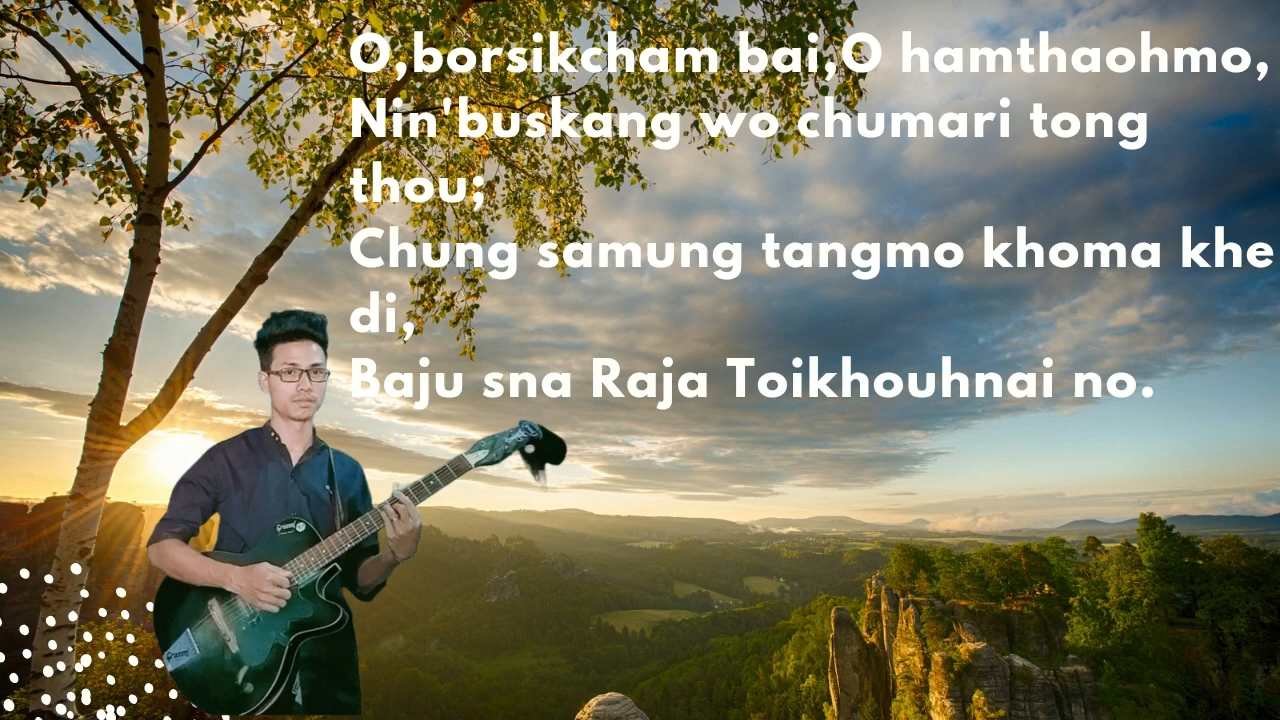 O,borsikcham bai,O hamthaohmo,
Nin'buskang wo chumari tong
thou;
Chung samung tangmo khoma khe
di,
Baju sna Raja Toikhouhnai no.